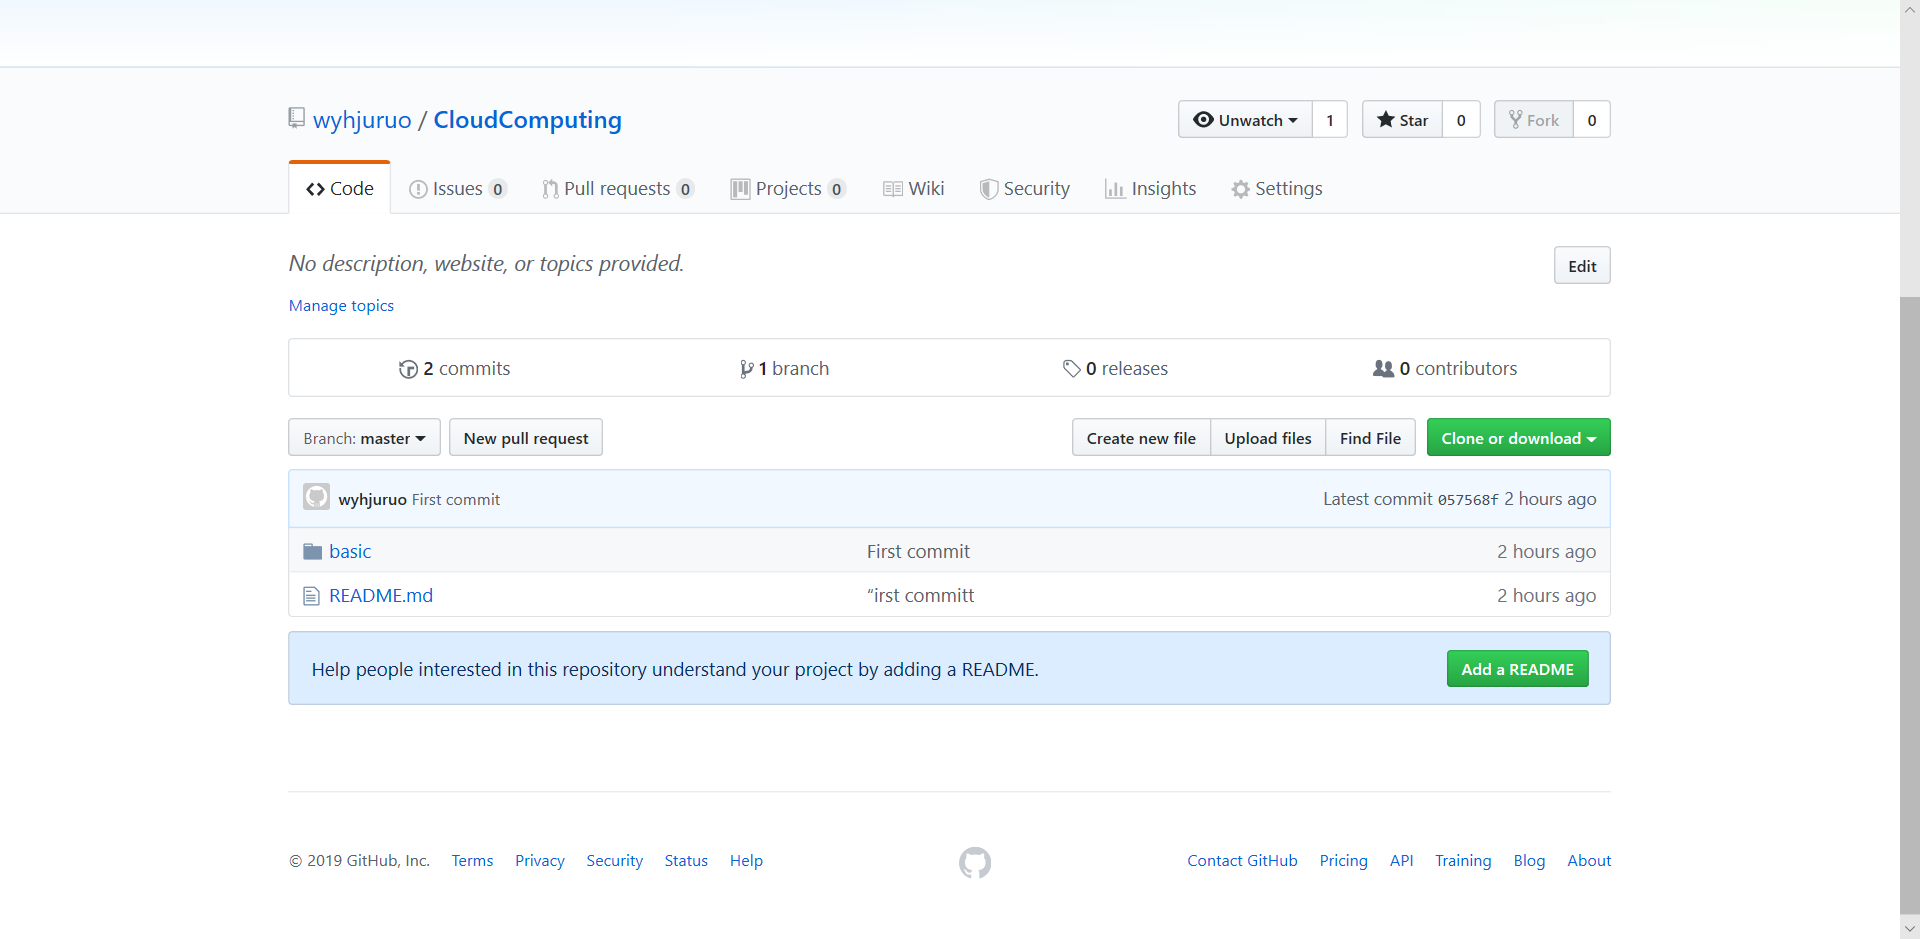 wyhjuruo / CloudComputing
Unwatch 1 Star 0 Fork 0
Code Issues 0 Pull requests 0 Projects 0 Wiki Security Insights Settings
No description, website, or topics provided.
Edit
Manage topics
2 commits 1 branch 0 releases 0 contributors
Branch: master New pull request Create new file Upload files Find File Clone or download
wyhjuruo First commit Latest commit 057568f 2 hours ago
basic First commit 2 hours ago
README.md “irst committt 2 hours ago
Help people interested in this repository understand your project by adding a README. Add a README
© 2019 GitHub, Inc. Terms Privacy Security Status Help Contact GitHub Pricing API Training Blog About